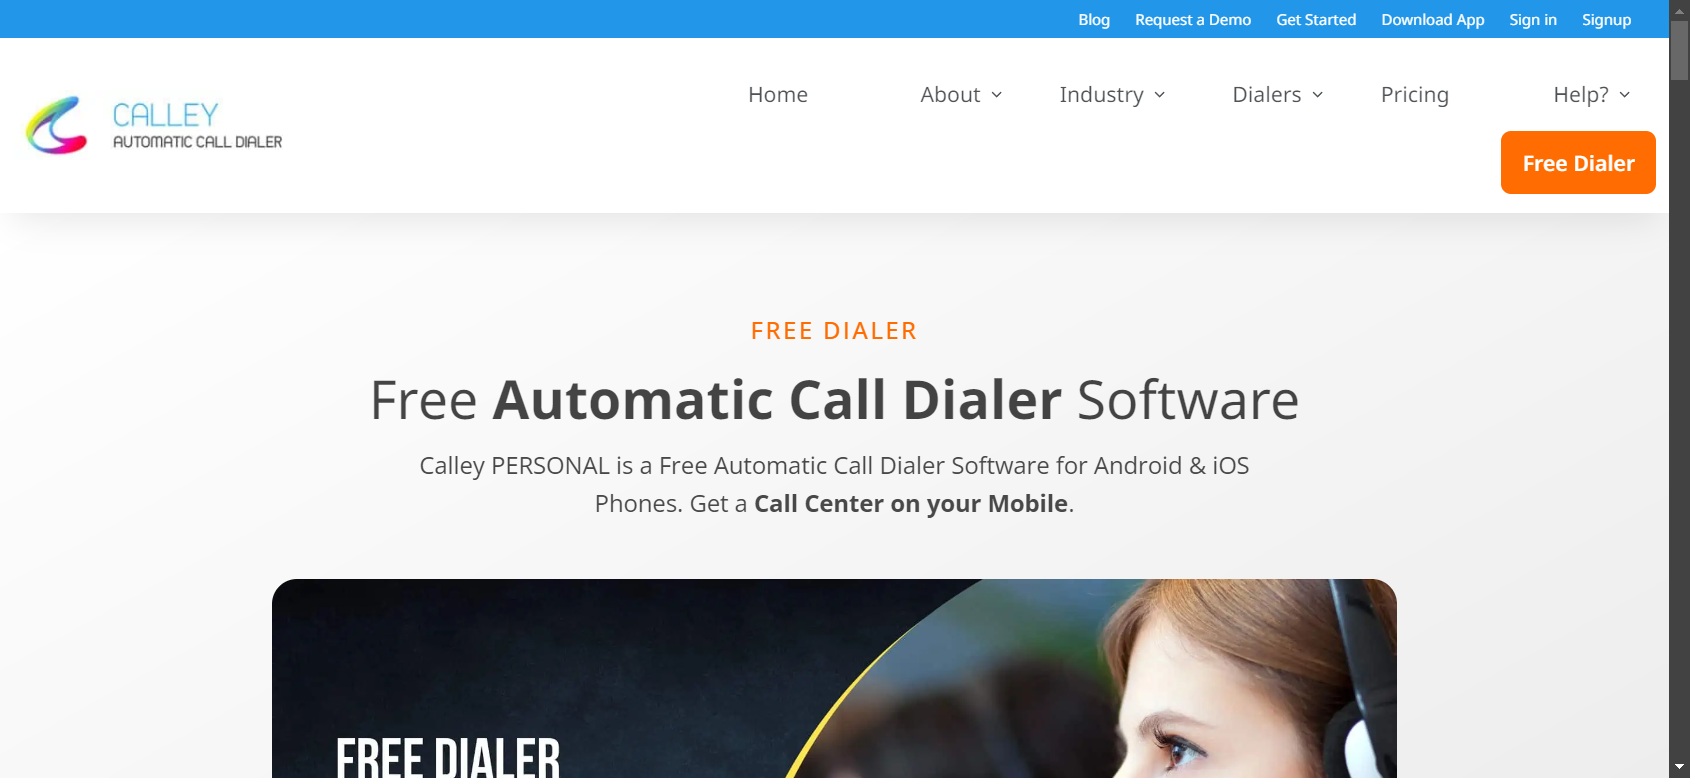 Blog Request a Demo Get Started Download App Sign in Signup
CALLEY
AUTOMATIC CALL DIALER
Home About Industry Dialers Pricing Help?
Free Dialer
FREE DIALER
Free Automatic Call Dialer Software
Calley PERSONAL is a Free Automatic Call Dialer Software for Android & iOS
Phones. Get a Call Center on your Mobile.
FREE DIALER